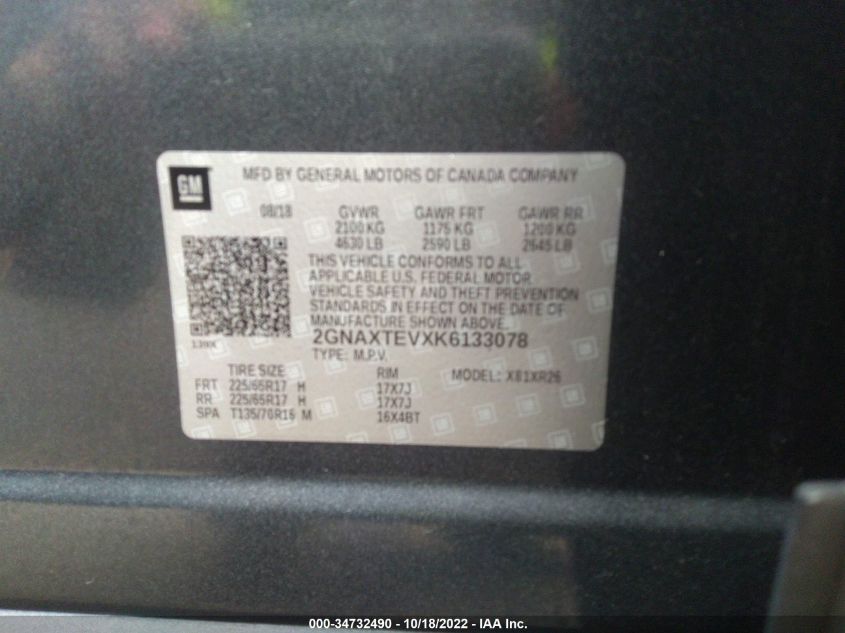 GM
MFD BY GENERAL MOTORS OF CANADA COMPANY
08/18 GVWR GAWR FRT GAWR RR
2100 KG 1175 KG 1200 KG
4630 LB 2590 LB 2645 LB
THIS VEHICLE CONFORMS TO ALL
APPLICABLE U.S. FEDERAL MOTOR
VEHICLE SAFETY AND THEFT PREVENTION
STANDARDS IN EFFECT ON THE DATE OF
MANUFACTURE SHOWN ABOVE.
2GNAXTEVXK6133078
TYPE: M.P.V.
TIRE SIZE RIM MODEL: XB1XR26
FRT 225/65R17 H 17X7J
RR 225/65R17 H 17X7J
SPA T135/70R16 M 16X4BT
000-34732490 - 10/18/2022 - IAA Inc.